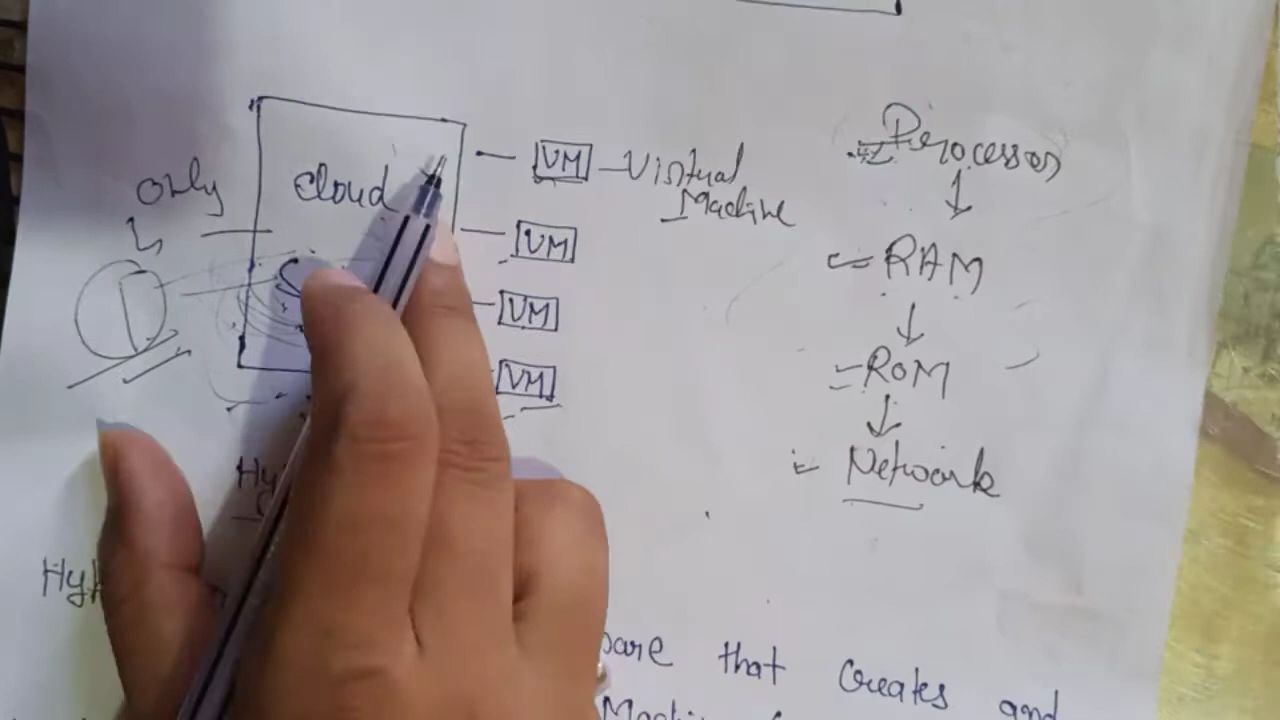 Only
Cloud
VM - Virtual
Machine
VM
VM
VM
Processor
RAM
ROM
Network
that creates and